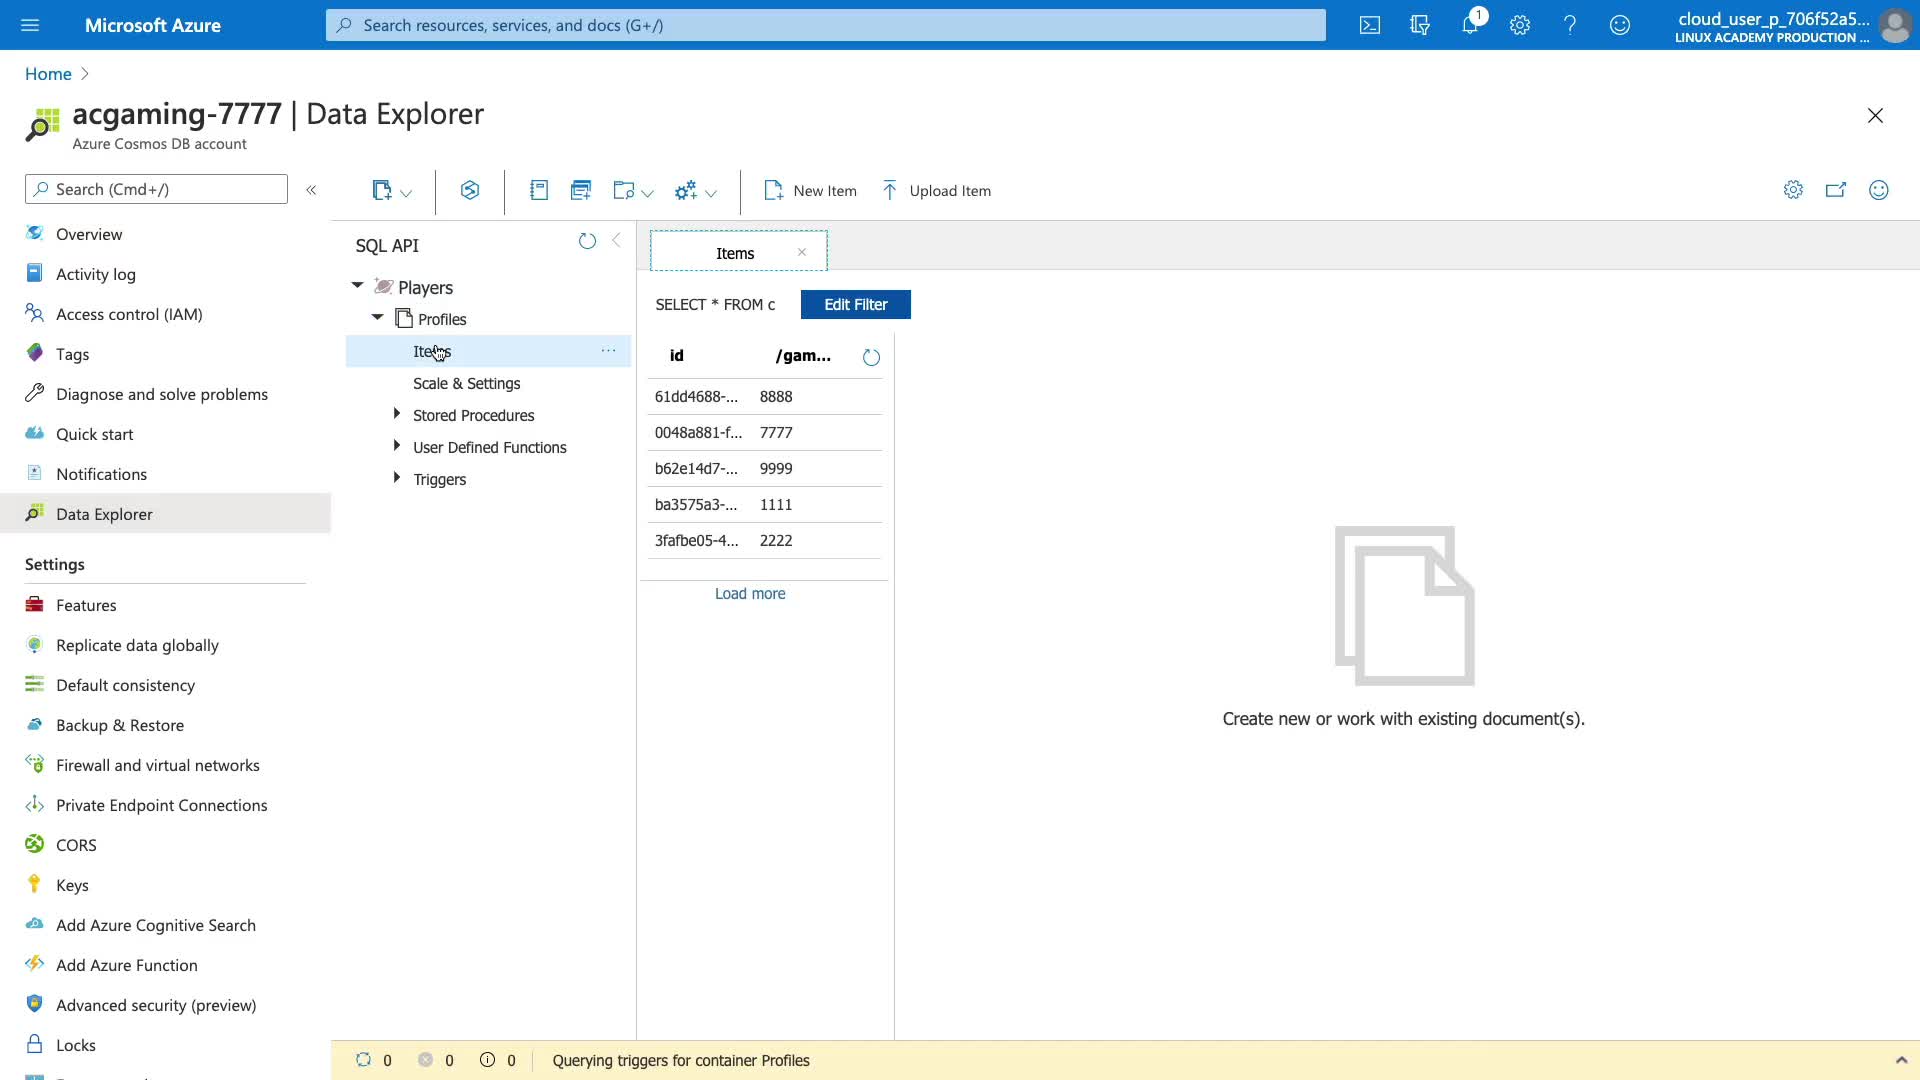 Microsoft Azure
Search resources, services, and docs (G+/)
1
cloud_user_p_706f52a5...
LINUX ACADEMY PRODUCTION ...
Home
acgaming-7777 | Data Explorer
Azure Cosmos DB account
Search (Cmd+/)
«
New Item
Upload Item
Overview
Activity log
Access control (IAM)
Tags
Diagnose and solve problems
Quick start
Notifications
Data Explorer
Settings
Features
Replicate data globally
Default consistency
Backup & Restore
Firewall and virtual networks
Private Endpoint Connections
CORS
Keys
Add Azure Cognitive Search
Add Azure Function
Advanced security (preview)
Locks
SQL API
Players
Profiles
Items ...
Scale & Settings
Stored Procedures
User Defined Functions
Triggers
Items
SELECT * FROM c Edit Filter
id /gam...
61dd4688-... 8888
0048a881-f... 7777
b62e14d7-... 9999
ba3575a3-... 1111
3fafbe05-4... 2222
Load more
Create new or work with existing document(s).
0 0 0 Querying triggers for container Profiles